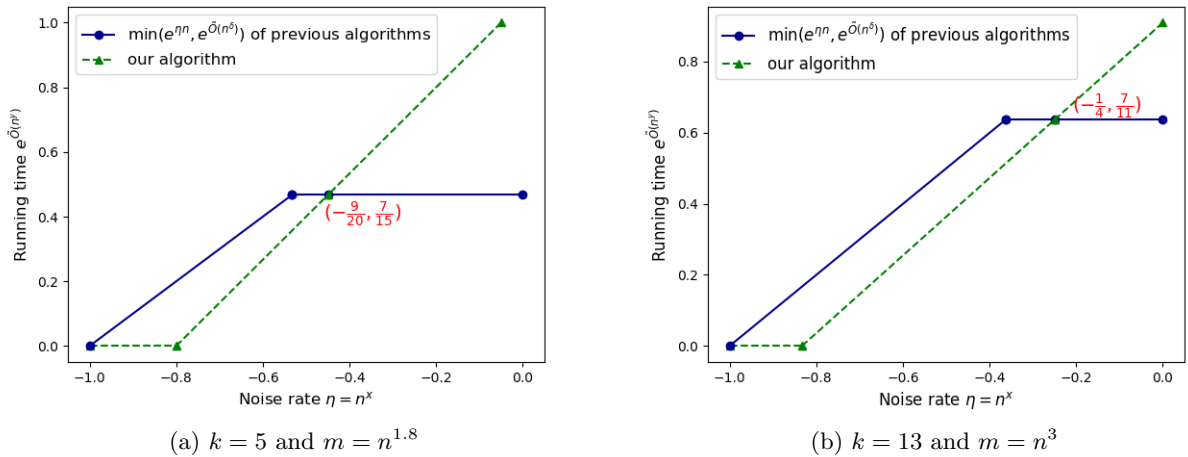 min(e^{ηn}, e^{Õ(n^δ)}) of previous algorithms
our algorithm
1.0
0.8
0.6
0.4
0.2
0.0
Running time e^{Õ(n^y)}
(−9/20, 7/15)
−1.0 −0.8 −0.6 −0.4 −0.2 0.0
Noise rate η = n^x
(a) k = 5 and m = n^{1.8}
min(e^{ηn}, e^{Õ(n^δ)}) of previous algorithms
our algorithm
0.8
0.6
0.4
0.2
0.0
Running time e^{Õ(n^y)}
(−1/4, 7/11)
−1.0 −0.8 −0.6 −0.4 −0.2 0.0
Noise rate η = n^x
(b) k = 13 and m = n^3